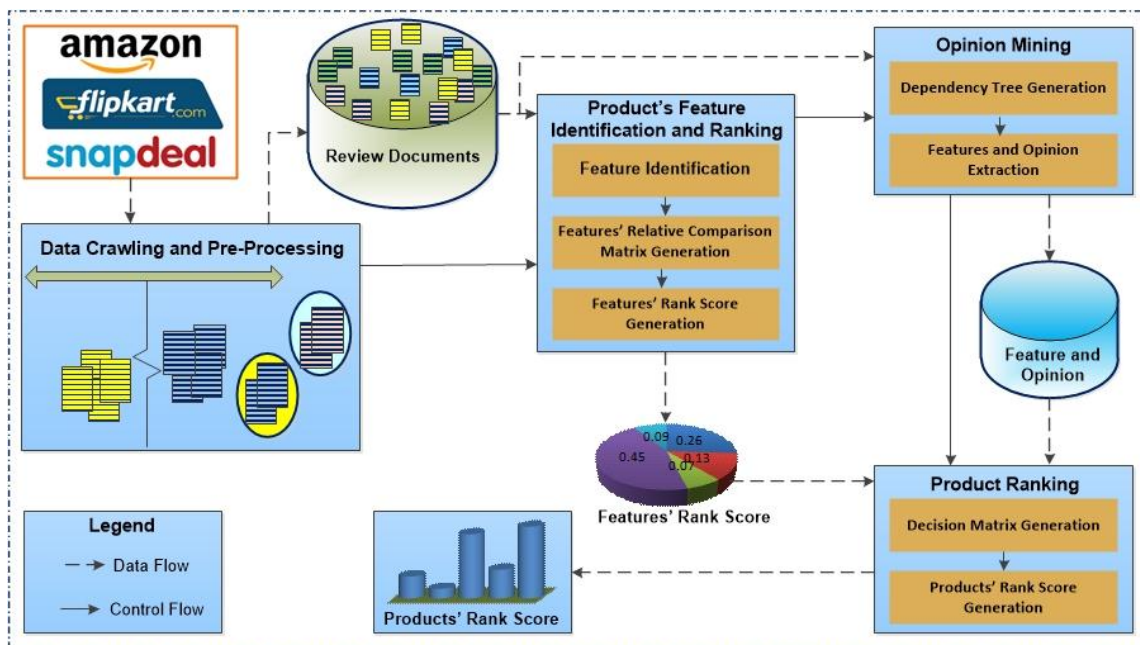 amazon
flipkart.com
snapdeal
Data Crawling and Pre-Processing
Review Documents
Product's Feature
Identification and Ranking
Feature Identification
Features' Relative Comparison
Matrix Generation
Features' Rank Score
Generation
Opinion Mining
Dependency Tree Generation
Features and Opinion
Extraction
Feature and
Opinion
0.09
0.26
0.45
0.13
0.07
Features' Rank Score
Product Ranking
Decision Matrix Generation
Products' Rank Score
Generation
Products' Rank Score
Legend
Data Flow
Control Flow